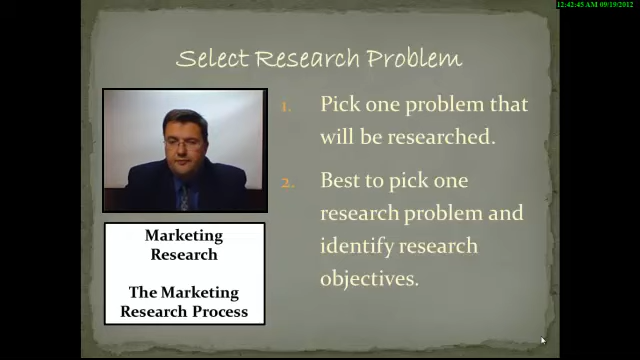 12:42:45 AM 09/19/2012
Select Research Problem
1. Pick one problem that
will be researched.
2. Best to pick one
research problem and
identify research
objectives.
Marketing
Research
The Marketing
Research Process